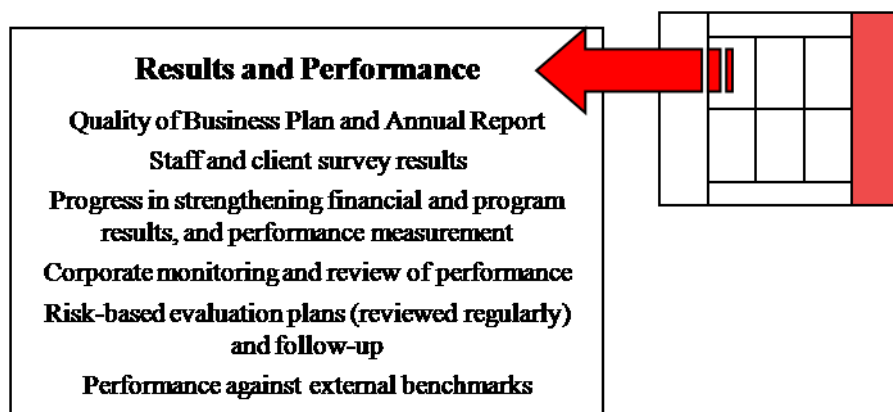 Results and Performance
Quality of Business Plan and Annual Report
Staff and client survey results
Progress in strengthening financial and program
results, and performance measurement
Corporate monitoring and review of performance
Risk-based evaluation plans (reviewed regularly)
and follow-up
Performance against external benchmarks